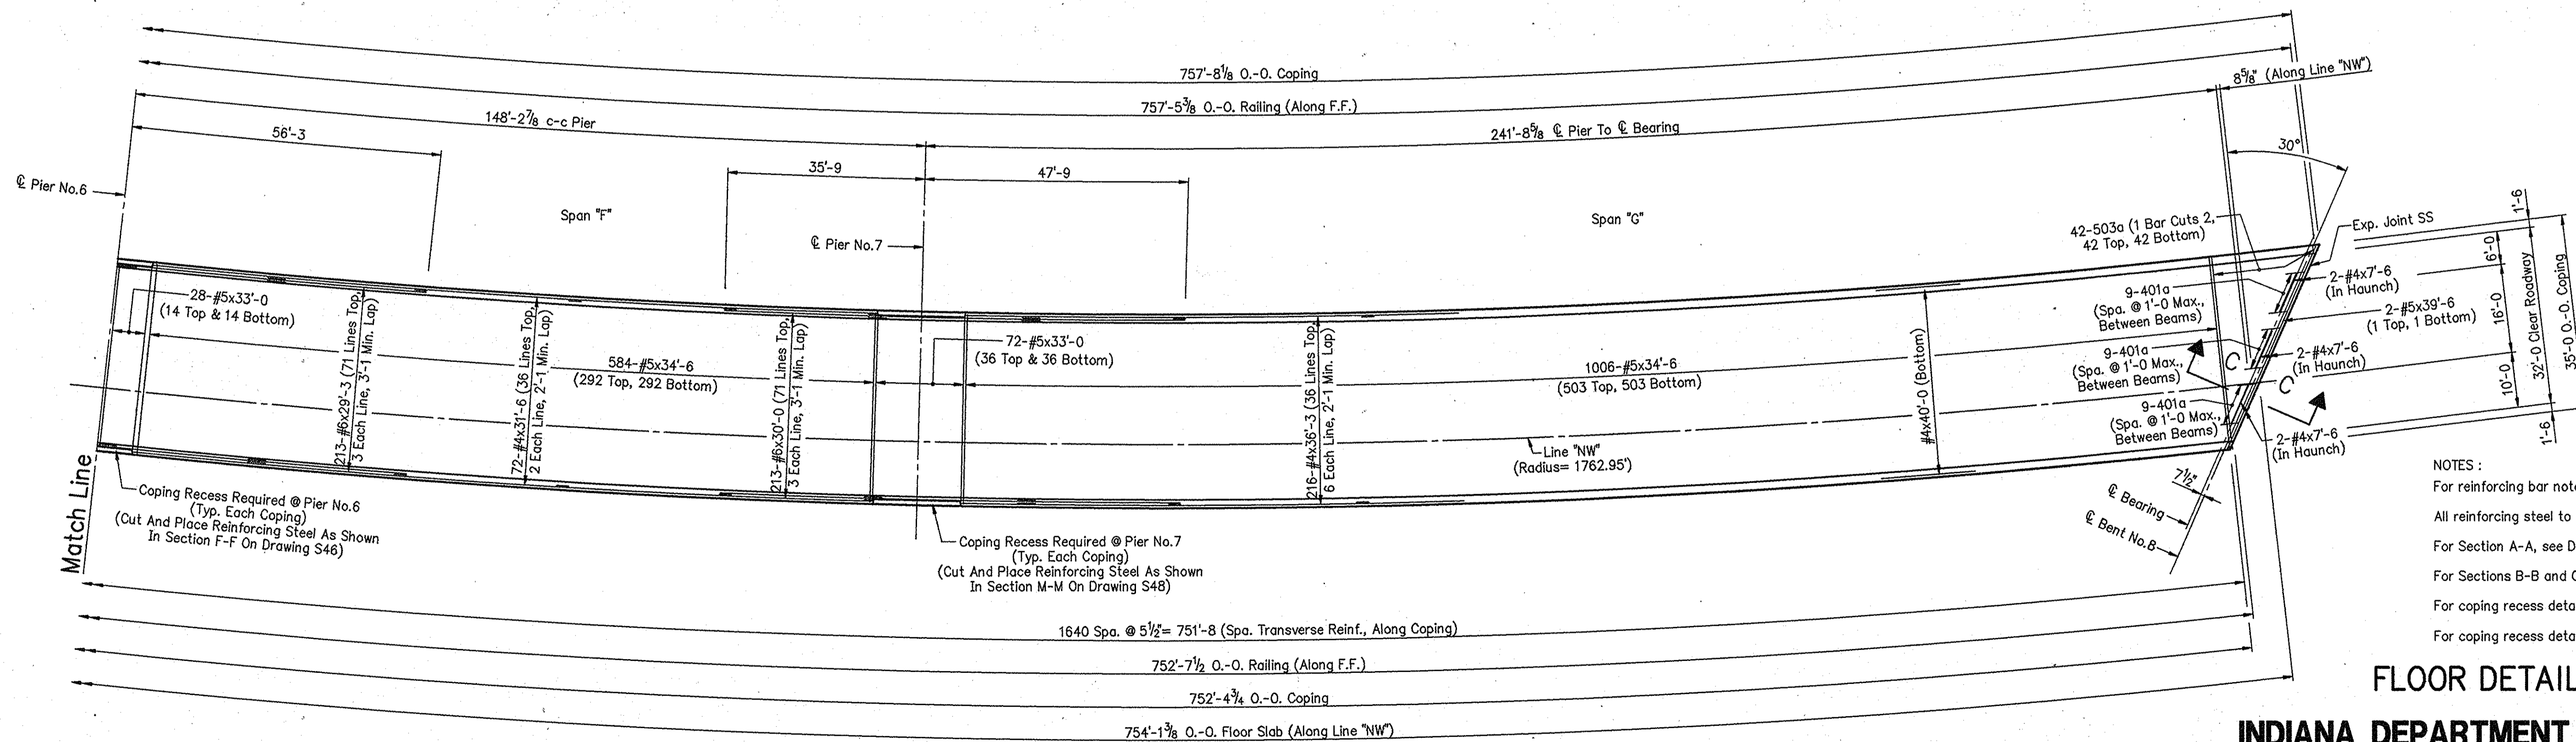 757'-8⅛ O.-O. Coping
757'-5⅜ O.-O. Railing (Along F.F.)
8⅝" (Along Line "NW")
148'-2⅞ c-c Pier
241'-8⅝ ℄ Pier To ℄ Bearing
56'-3
35'-9
47'-9
30°
℄ Pier No.6
Span "F"
℄ Pier No.7
Span "G"
42-503a (1 Bar Cuts 2,
42 Top, 42 Bottom)
Exp. Joint SS
2-#4x7'-6
(In Haunch)
9-401a
(Spa. @ 1'-0 Max.,
Between Beams)
2-#5x39'-6
(1 Top, 1 Bottom)
9-401a
(Spa. @ 1'-0 Max.,
Between Beams)
2-#4x7'-6
(In Haunch)
9-401a
(Spa. @ 1'-0 Max.,
Between Beams)
2-#4x7'-6
(In Haunch)
C
C
1'-6
6'-0
16'-0
10'-0
32'-0 Clear Roadway
35'-0 O.-O. Coping
1'-6
28-#5x33'-0
(14 Top & 14 Bottom)
213-#6x29'-3 (71 Lines Top,
3 Each Line, 3'-1 Min. Lap)
72-#4x31'-6 (36 Lines Top,
2 Each Line, 2'-1 Min. Lap)
584-#5x34'-6
(292 Top, 292 Bottom)
213-#6x30'-0 (71 Lines Top,
3 Each Line, 3'-1 Min. Lap)
72-#5x33'-0
(36 Top & 36 Bottom)
216-#4x36'-3 (36 Lines Top,
6 Each Line, 2'-1 Min. Lap)
1006-#5x34'-6
(503 Top, 503 Bottom)
#4x40'-0 (Bottom)
Line "NW"
(Radius= 1762.95')
7½"
℄ Bearing
℄ Bent No.8
Match Line
Coping Recess Required @ Pier No.6
(Typ. Each Coping)
(Cut And Place Reinforcing Steel As Shown
In Section F-F On Drawing S46)
Coping Recess Required @ Pier No.7
(Typ. Each Coping)
(Cut And Place Reinforcing Steel As Shown
In Section M-M On Drawing S48)
1640 Spa. @ 5½"= 751'-8 (Spa. Transverse Reinf., Along Coping)
752'-7½ O.-O. Railing (Along F.F.)
752'-4¾ O.-O. Coping
754'-1⅜ O.-O. Floor Slab (Along Line "NW")
NOTES :
For reinforcing bar note
All reinforcing steel to
For Section A-A, see D
For Sections B-B and C
For coping recess deta
For coping recess deta
FLOOR DETAIL
INDIANA DEPARTMENT